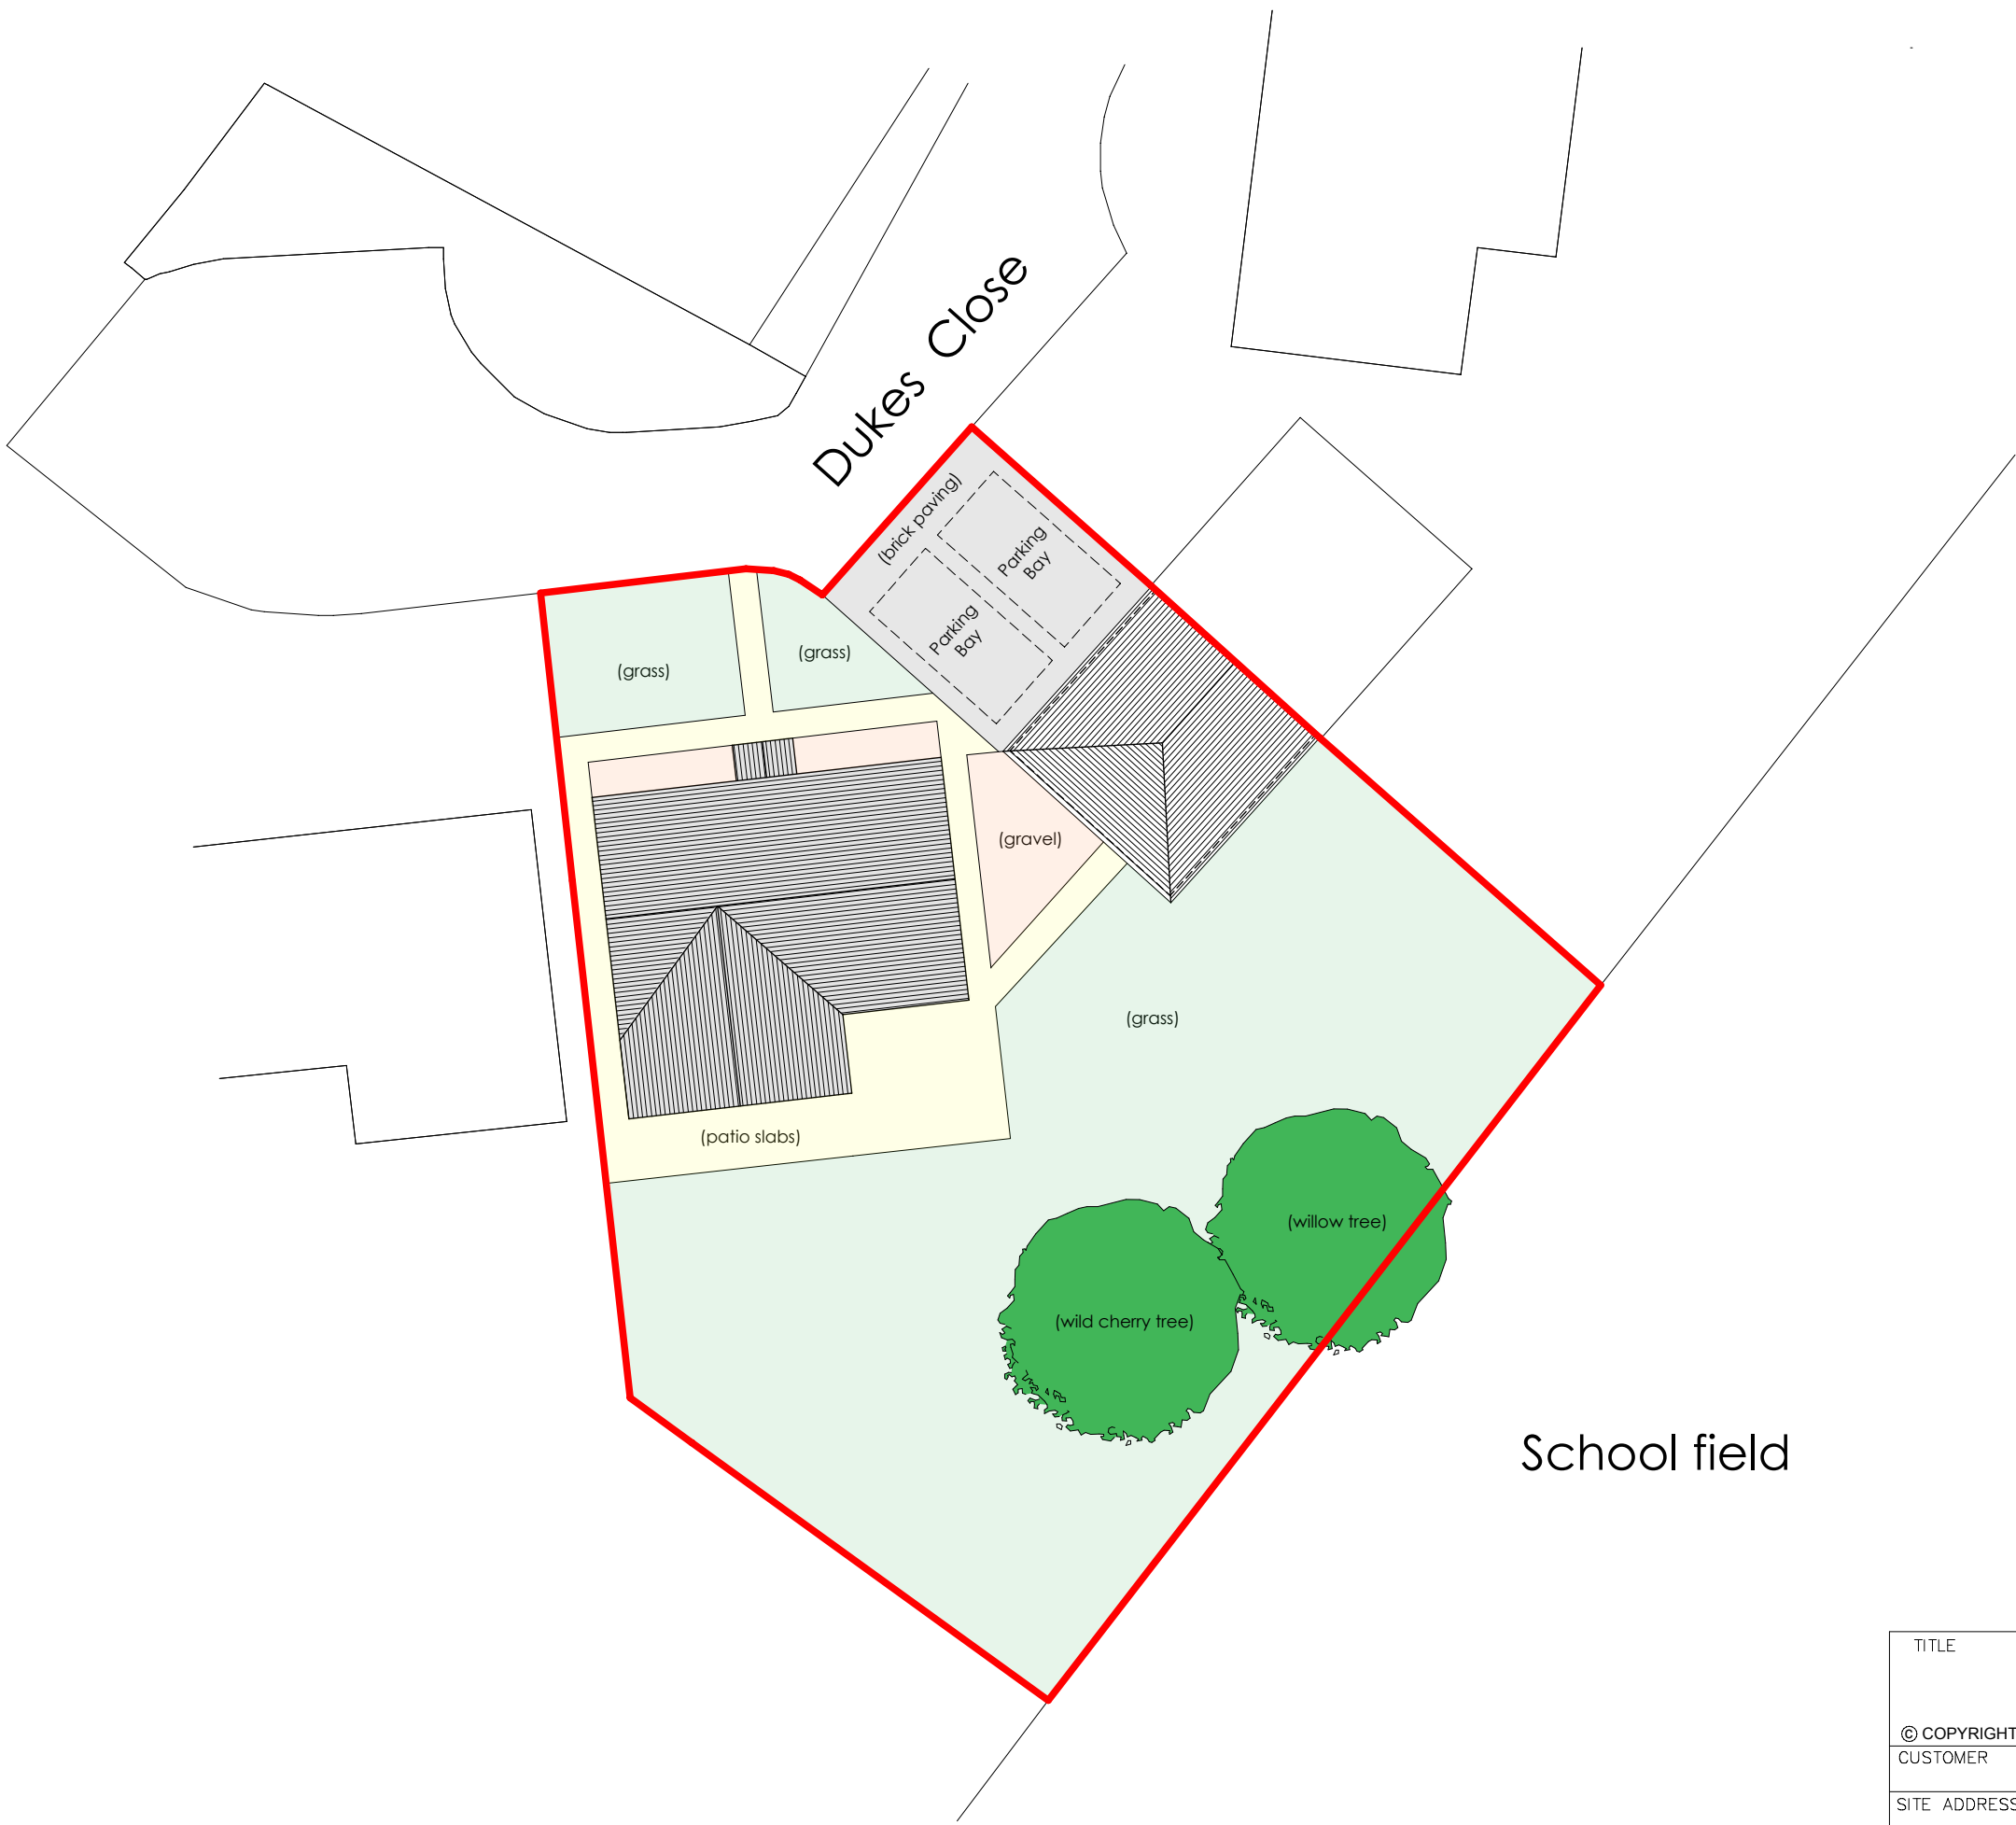 Dukes Close
(brick paving)
Parking
Bay
Parking
Bay
(grass)
(grass)
(gravel)
(grass)
(patio slabs)
(willow tree)
(wild cherry tree)
School field
TITLE
© COPYRIGHT
CUSTOMER
SITE ADDRESS